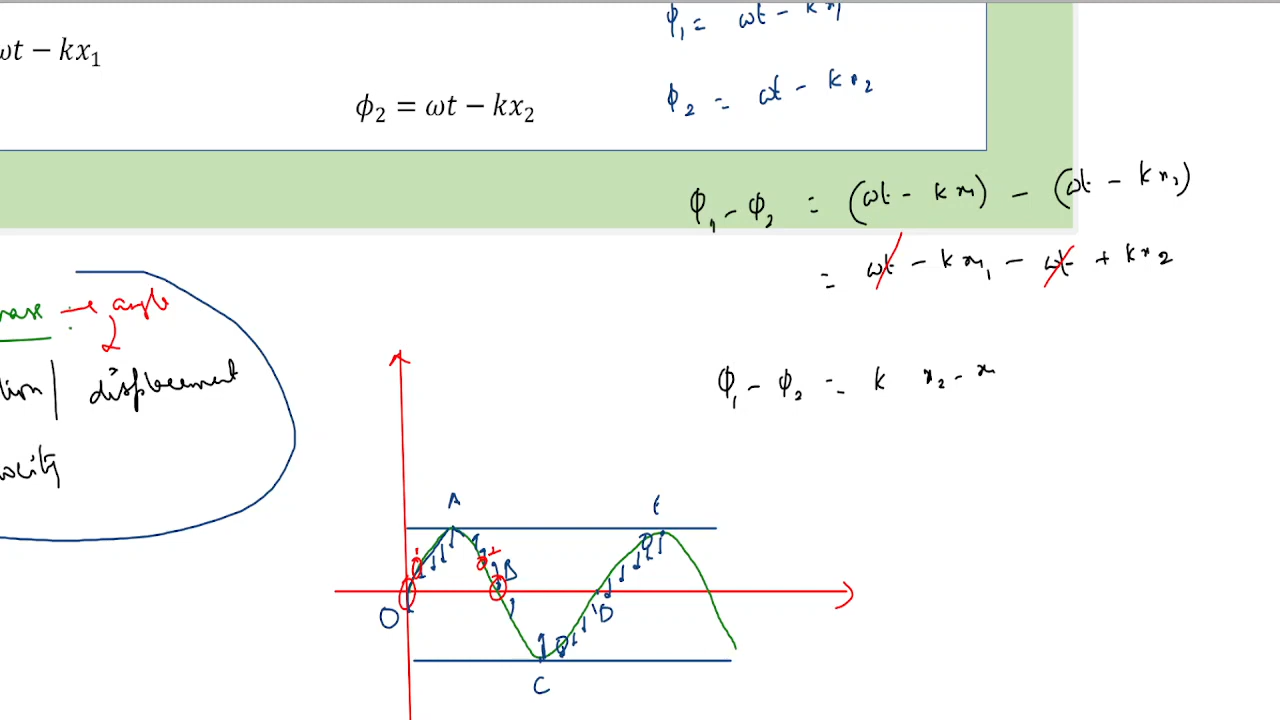 ϕ₁ = ωt − kx₁
ωt − kx₁
ϕ₂ = ωt − kx₂
ϕ₂ = ωt − kx₂
ϕ₁ − ϕ₂ = (ωt − kx₁) − (ωt − kx₂)
= ωt − kx₁ − ωt + kx₂
angle
displacement
ϕ₁ − ϕ₂ = k x₂ − x
A
E
B
O
D
C